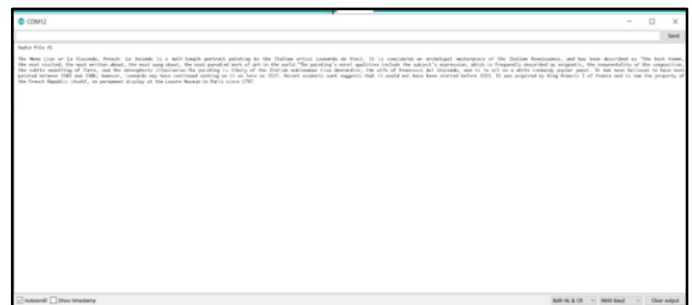 COM12
Send
Audio File 01
The Mona Lisa or La Gioconda, French: La Joconde is a half-length portrait painting by the Italian artist Leonardo da Vinci. It is considered an archetypal masterpiece of the Italian Renaissance, and has been described as "the best known,
the most visited, the most written about, the most sung about, the most parodied work of art in the world."The painting's novel qualities include the subject's expression, which is frequently described as enigmatic, the monumentality of the composition,
the subtle modelling of forms, and the atmospheric illusionism.The painting is likely of the Italian noblewoman Lisa Gherardini, the wife of Francesco del Giocondo, and is in oil on a white Lombardy poplar panel. It had been believed to have been
painted between 1503 and 1506; however, Leonardo may have continued working on it as late as 1517. Recent academic work suggests that it would not have been started before 1513. It was acquired by King Francis I of France and is now the property of
the French Republic itself, on permanent display at the Louvre Museum in Paris since 1797.
Autoscroll Show timestamp Both NL & CR 9600 baud Clear output